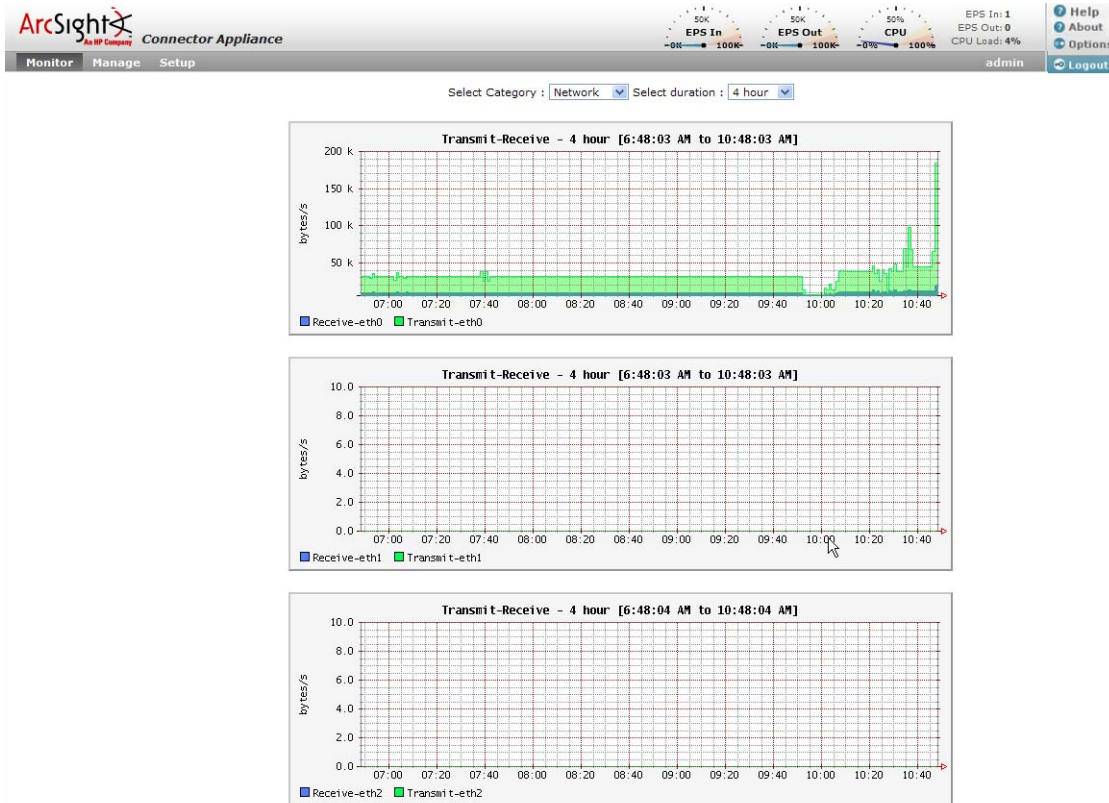 ArcSight
An HP Company
Connector Appliance
50K
EPS In
0K 100K
50K
EPS Out
0K 100K
50%
CPU
0% 100%
EPS In: 1
EPS Out: 0
CPU Load: 4%
Help
About
Options
Logout
Monitor Manage Setup
admin
Select Category : Network Select duration : 4 hour
Transmit-Receive - 4 hour [6:48:03 AM to 10:48:03 AM]
200 k
150 k
100 k
50 k
bytes/s
07:00 07:20 07:40 08:00 08:20 08:40 09:00 09:20 09:40 10:00 10:20 10:40
Receive-eth0 Transmit-eth0
Transmit-Receive - 4 hour [6:48:03 AM to 10:48:03 AM]
10.0
8.0
6.0
4.0
2.0
0.0
bytes/s
07:00 07:20 07:40 08:00 08:20 08:40 09:00 09:20 09:40 10:00 10:20 10:40
Receive-eth1 Transmit-eth1
Transmit-Receive - 4 hour [6:48:04 AM to 10:48:04 AM]
10.0
8.0
6.0
4.0
2.0
0.0
bytes/s
07:00 07:20 07:40 08:00 08:20 08:40 09:00 09:20 09:40 10:00 10:20 10:40
Receive-eth2 Transmit-eth2